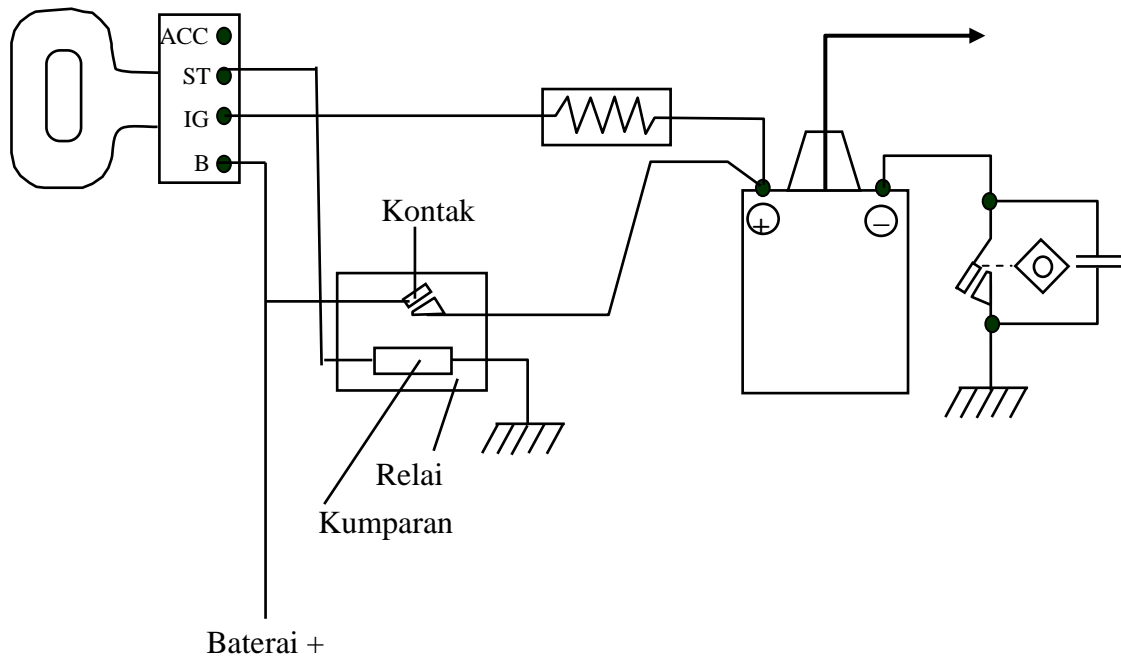 ACC
ST
IG
B
Kontak
+
–
Relai
Kumparan
Baterai +